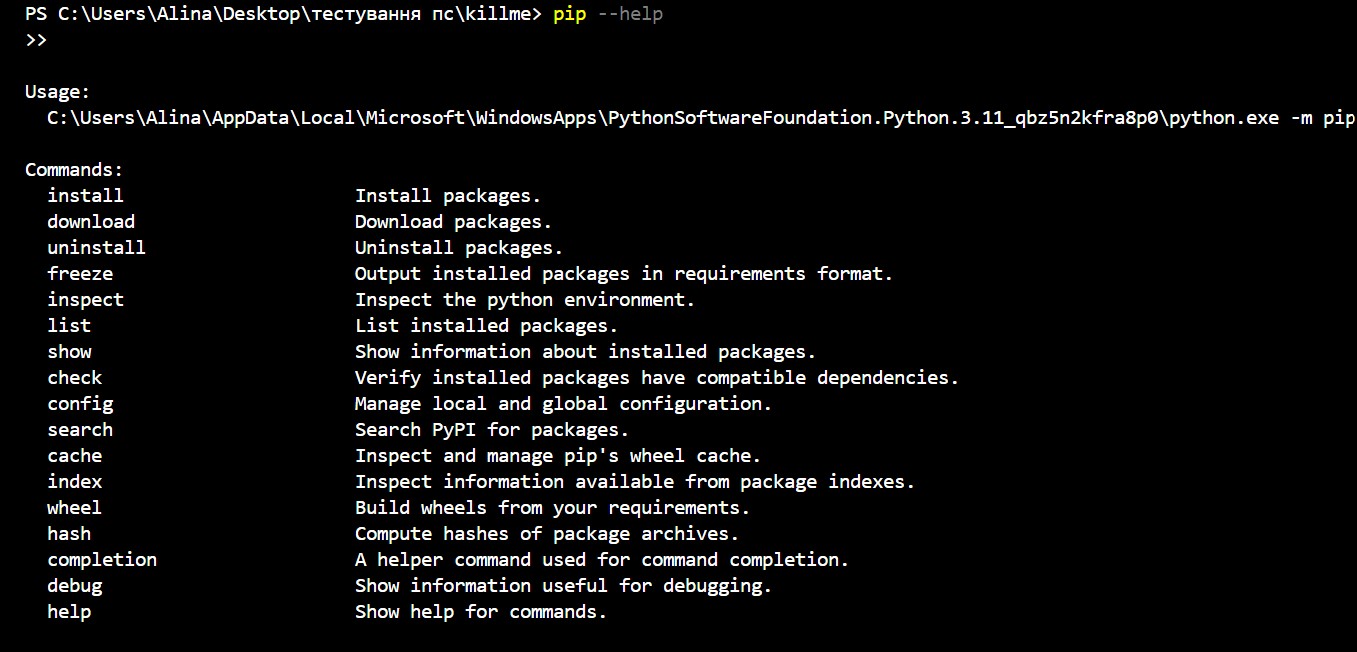 PS C:\Users\Alina\Desktop\тестування пс\killme> pip --help
>>
Usage:
C:\Users\Alina\AppData\Local\Microsoft\WindowsApps\PythonSoftwareFoundation.Python.3.11_qbz5n2kfra8p0\python.exe -m pip
Commands:
install Install packages.
download Download packages.
uninstall Uninstall packages.
freeze Output installed packages in requirements format.
inspect Inspect the python environment.
list List installed packages.
show Show information about installed packages.
check Verify installed packages have compatible dependencies.
config Manage local and global configuration.
search Search PyPI for packages.
cache Inspect and manage pip's wheel cache.
index Inspect information available from package indexes.
wheel Build wheels from your requirements.
hash Compute hashes of package archives.
completion A helper command used for command completion.
debug Show information useful for debugging.
help Show help for commands.